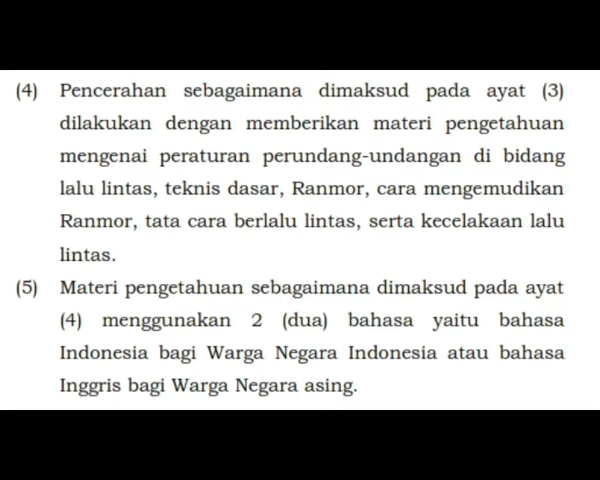 (4) Pencerahan sebagaimana dimaksud pada ayat (3)
dilakukan dengan memberikan materi pengetahuan
mengenai peraturan perundang-undangan di bidang
lalu lintas, teknis dasar, Ranmor, cara mengemudikan
Ranmor, tata cara berlalu lintas, serta kecelakaan lalu
lintas.
(5) Materi pengetahuan sebagaimana dimaksud pada ayat
(4) menggunakan 2 (dua) bahasa yaitu bahasa
Indonesia bagi Warga Negara Indonesia atau bahasa
Inggris bagi Warga Negara asing.